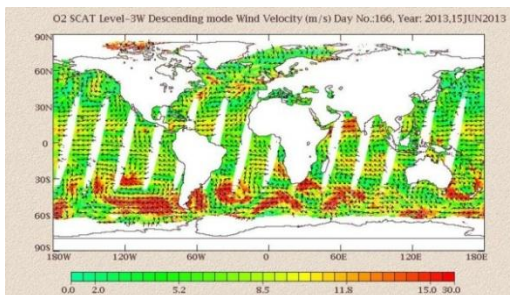 O2 SCAT Level-3W Descending mode Wind Velocity (m/s) Day No.:166, Year: 2013,15JUN2013
90N
60N
30N
0
30S
60S
90S
180W 120W 60W 0 60E 120E 180E
0.0 2.0 5.2 8.5 11.8 15.0 30.0